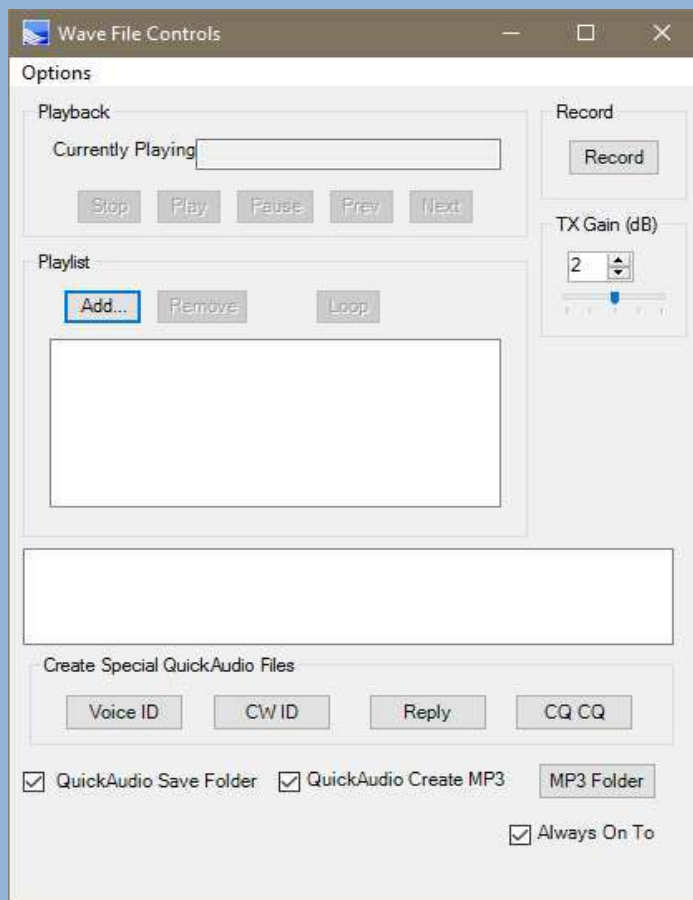 Wave File Controls
Options
Playback
Currently Playing
Stop Play Pause Prev Next
Record
Record
TX Gain (dB)
2
Playlist
Add... Remove Loop
Create Special QuickAudio Files
Voice ID CW ID Reply CQ CQ
QuickAudio Save Folder QuickAudio Create MP3 MP3 Folder
Always On To